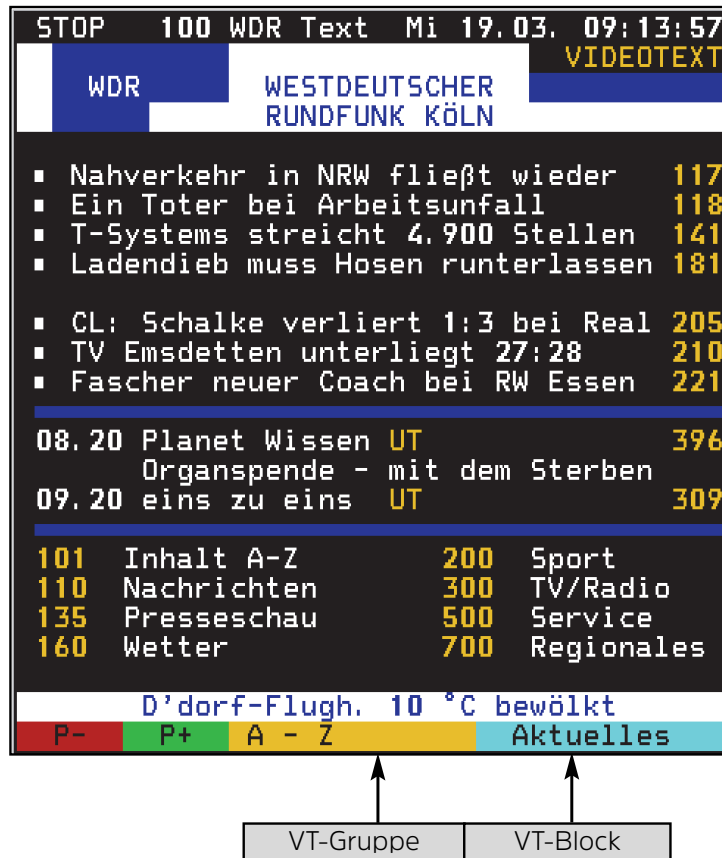 STOP 100 WDR Text Mi 19.03. 09:13:57
VIDEOTEXT
WDR WESTDEUTSCHER
RUNDFUNK KÖLN
▪ Nahverkehr in NRW fließt wieder 117
▪ Ein Toter bei Arbeitsunfall 118
▪ T-Systems streicht 4.900 Stellen 141
▪ Ladendieb muss Hosen runterlassen 181
▪ CL: Schalke verliert 1:3 bei Real 205
▪ TV Emsdetten unterliegt 27:28 210
▪ Fascher neuer Coach bei RW Essen 221
08.20 Planet Wissen UT 396
Organspende - mit dem Sterben
09.20 eins zu eins UT 309
101 Inhalt A-Z 200 Sport
110 Nachrichten 300 TV/Radio
135 Presseschau 500 Service
160 Wetter 700 Regionales
D'dorf-Flugh. 10 °C bewölkt
P- P+ A - Z Aktuelles
VT-Gruppe VT-Block